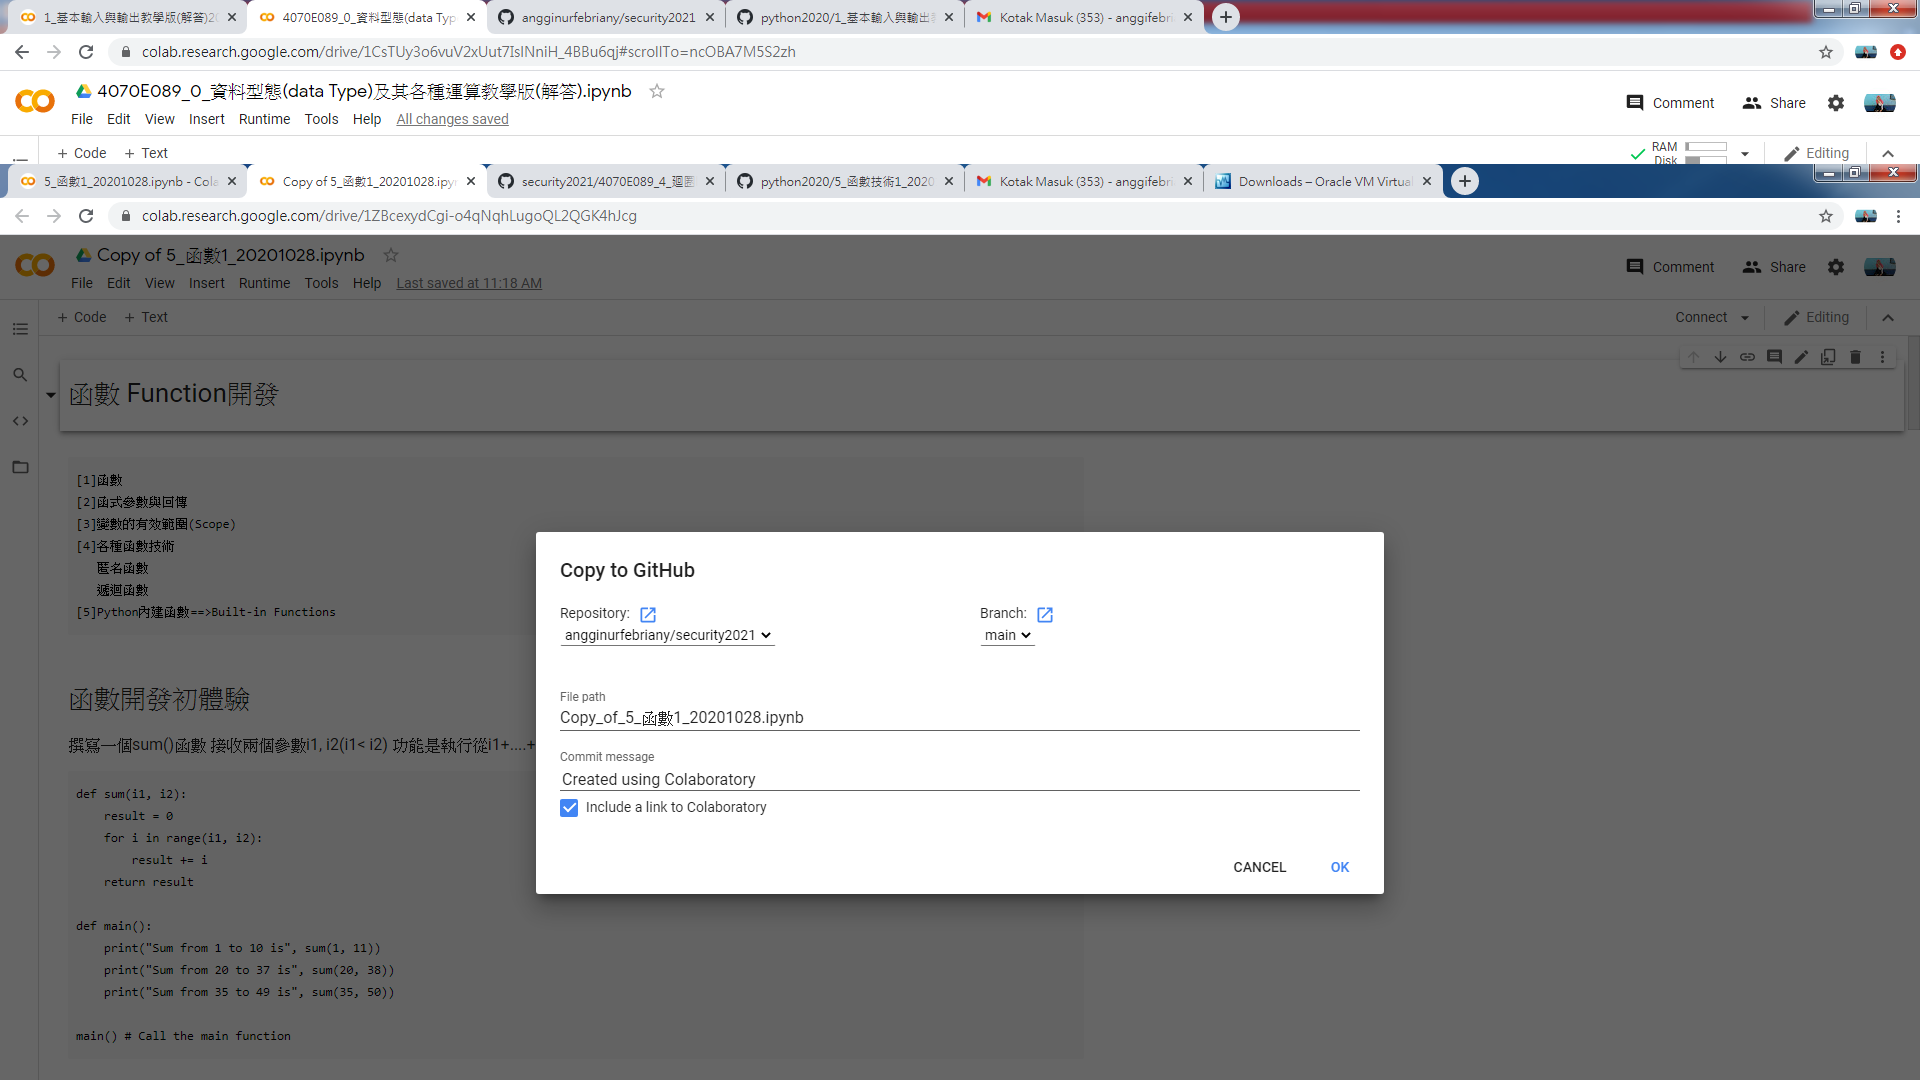 1_基本輸入與輸出教學版(解答)2
4070E089_0_資料型態(data Typ
angginurfebriany/security2021
python2020/1_基本輸入與輸出
Kotak Masuk (353) - anggifebri
colab.research.google.com/drive/1CsTUy3o6vuV2xUut7IslNniH_4BBu6qj#scrollTo=ncOBA7M5S2zh
4070E089_0_資料型態(data Type)及其各種運算教學版(解答).ipynb
Comment
Share
File Edit View Insert Runtime Tools Help All changes saved
+ Code + Text
RAM
Disk
Editing
5_函數1_20201028.ipynb - Cola
Copy of 5_函數1_20201028.ipyn
security2021/4070E089_4_迴圈
python2020/5_函數技術1_2020
Kotak Masuk (353) - anggifebri
Downloads – Oracle VM Virtual
colab.research.google.com/drive/1ZBcexydCgi-o4qNqhLugoQL2QGK4hJcg
Copy of 5_函數1_20201028.ipynb
Comment
Share
File Edit View Insert Runtime Tools Help Last saved at 11:18 AM
+ Code + Text
Connect
Editing
函數 Function開發
[1]函數
[2]函式參數與回傳
[3]變數的有效範圍(Scope)
[4]各種函數技術
匿名函數
遞迴函數
[5]Python內建函數==>Built-in Functions
函數開發初體驗
撰寫一個sum()函數 接收兩個參數i1, i2(i1< i2) 功能是執行從i1+....+
def sum(i1, i2):
result = 0
for i in range(i1, i2):
result += i
return result
def main():
print("Sum from 1 to 10 is", sum(1, 11))
print("Sum from 20 to 37 is", sum(20, 38))
print("Sum from 35 to 49 is", sum(35, 50))
main() # Call the main function
Copy to GitHub
Repository:
angginurfebriany/security2021
Branch:
main
File path
Copy_of_5_函數1_20201028.ipynb
Commit message
Created using Colaboratory
Include a link to Colaboratory
CANCEL
OK